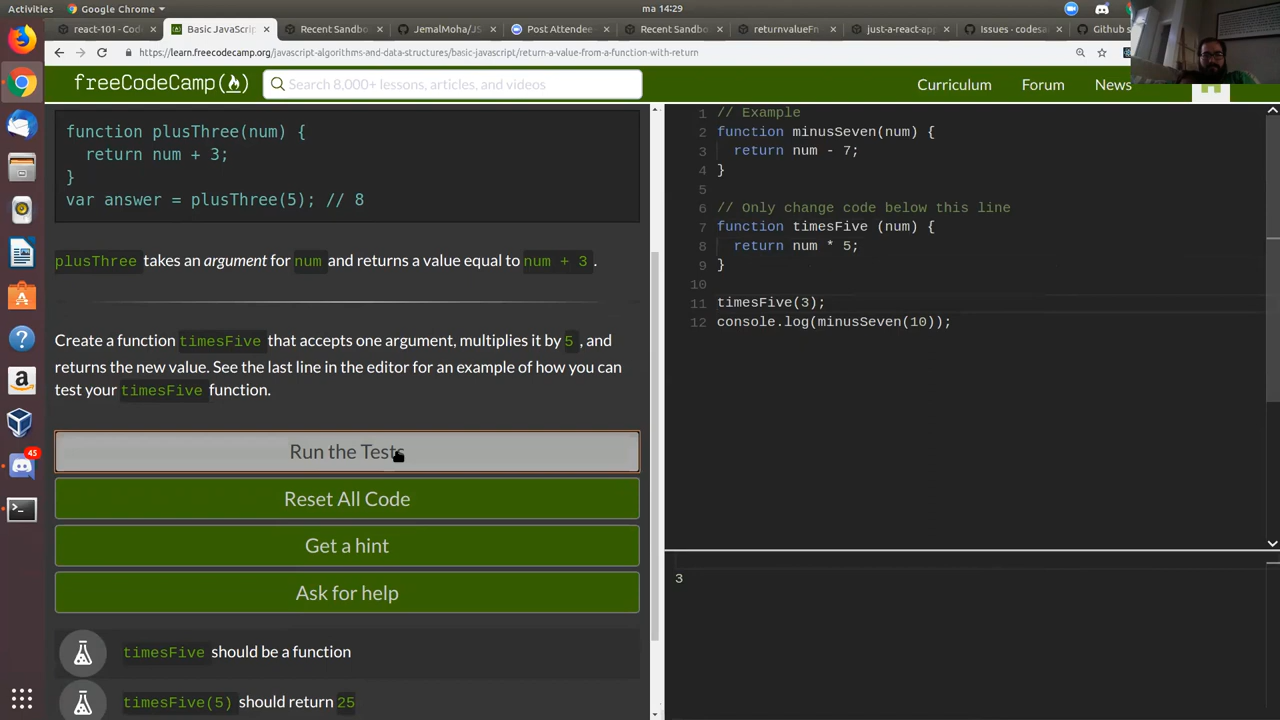 Activities
Google Chrome
ma 14:29
react-101 - Code
Basic JavaScrip
Recent Sandbo
JemalMoha/JS
Post Attendee
Recent Sandbo
returnvalueFn
just-a-react-ap
Issues - codesa
Github s
https://learn.freecodecamp.org/javascript-algorithms-and-data-structures/basic-javascript/return-a-value-from-a-function-with-return
freeCodeCamp
Search 8,000+ lessons, articles, and videos
Curriculum
Forum
News
function plusThree(num) {
return num + 3;
}
var answer = plusThree(5); // 8
plusThree takes an argument for num and returns a value equal to num + 3 .
Create a function timesFive that accepts one argument, multiplies it by 5 , and
returns the new value. See the last line in the editor for an example of how you can
test your timesFive function.
Run the Tests
Reset All Code
Get a hint
Ask for help
timesFive should be a function
timesFive(5) should return 25
1 // Example
2 function minusSeven(num) {
3 return num - 7;
4 }
5
6 // Only change code below this line
7 function timesFive (num) {
8 return num * 5;
9 }
10
11 timesFive(3);
12 console.log(minusSeven(10));
3
45